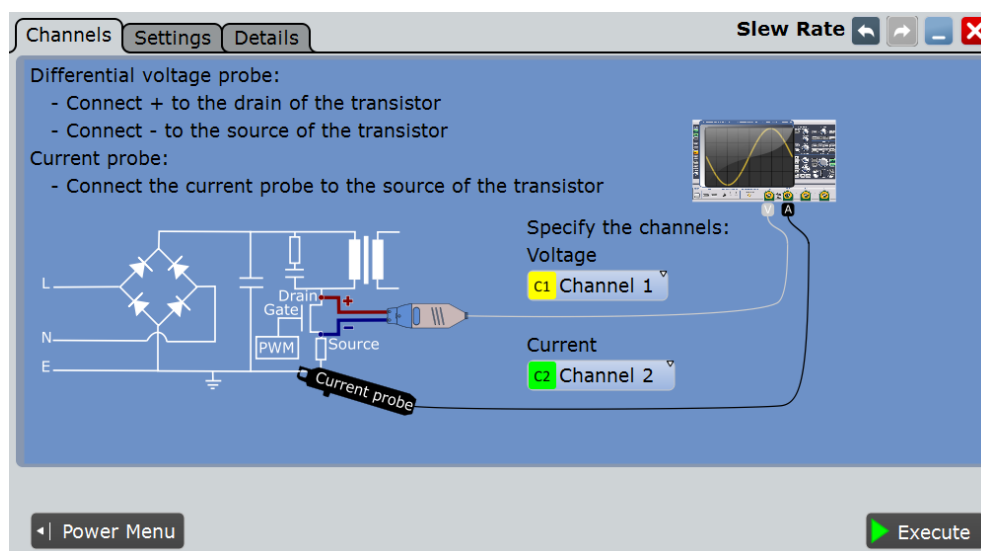 Channels Settings Details Slew Rate
Differential voltage probe:
- Connect + to the drain of the transistor
- Connect - to the source of the transistor
Current probe:
- Connect the current probe to the source of the transistor
V A
Specify the channels:
Voltage
C1 Channel 1
Current
C2 Channel 2
L
N
E
Drain
+
Gate
-
PWM
Source
Current probe
Power Menu
Execute